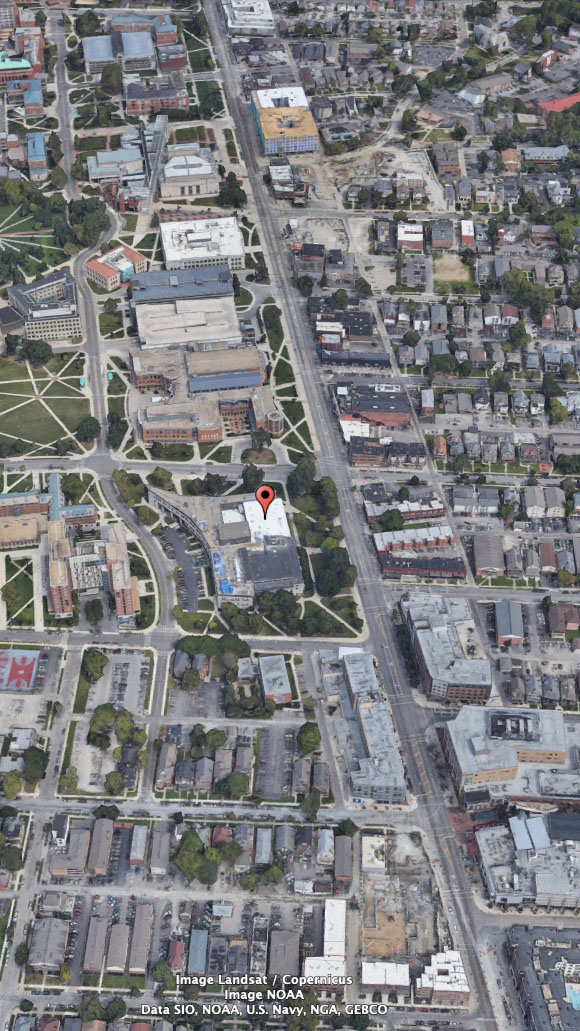 Image Landsat / Copernicus
Image NOAA
Data SIO, NOAA, U.S. Navy, NGA, GEBCO